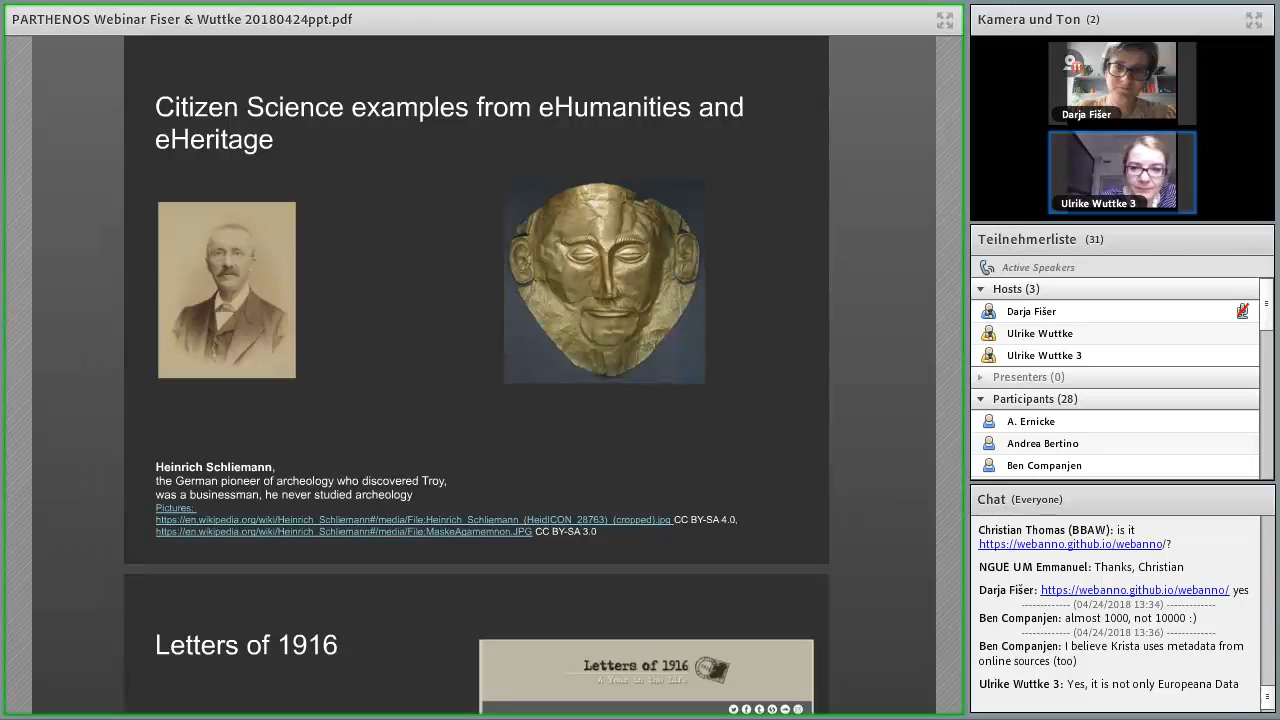 PARTHENOS Webinar Fiser & Wuttke 20180424ppt.pdf
Citizen Science examples from eHumanities and
eHeritage
Heinrich Schliemann,
the German pioneer of archeology who discovered Troy,
was a businessman, he never studied archeology
Pictures:
https://en.wikipedia.org/wiki/Heinrich_Schliemann#/media/File:Heinrich_Schliemann_(HeidICON_28763)_(cropped).jpg CC BY-SA 4.0,
https://en.wikipedia.org/wiki/Heinrich_Schliemann#/media/File:MaskeAgamemnon.JPG CC BY-SA 3.0
Letters of 1916
Letters of 1916
A Year in the Life
Kamera und Ton (2)
Darja Fišer
Ulrike Wuttke 3
Teilnehmerliste (31)
Active Speakers
Hosts (3)
Darja Fišer
Ulrike Wuttke
Ulrike Wuttke 3
Presenters (0)
Participants (28)
A. Ernicke
Andrea Bertino
Ben Companjen
Chat (Everyone)
Christian Thomas (BBAW): is it
https://webanno.github.io/webanno/?
NGUE UM Emmanuel: Thanks, Christian
Darja Fišer: https://webanno.github.io/webanno/ yes
------------- (04/24/2018 13:34) -------------
Ben Companjen: almost 1000, not 10000 :)
------------- (04/24/2018 13:36) -------------
Ben Companjen: I believe Krista uses metadata from
online sources (too)
Ulrike Wuttke 3: Yes, it is not only Europeana Data